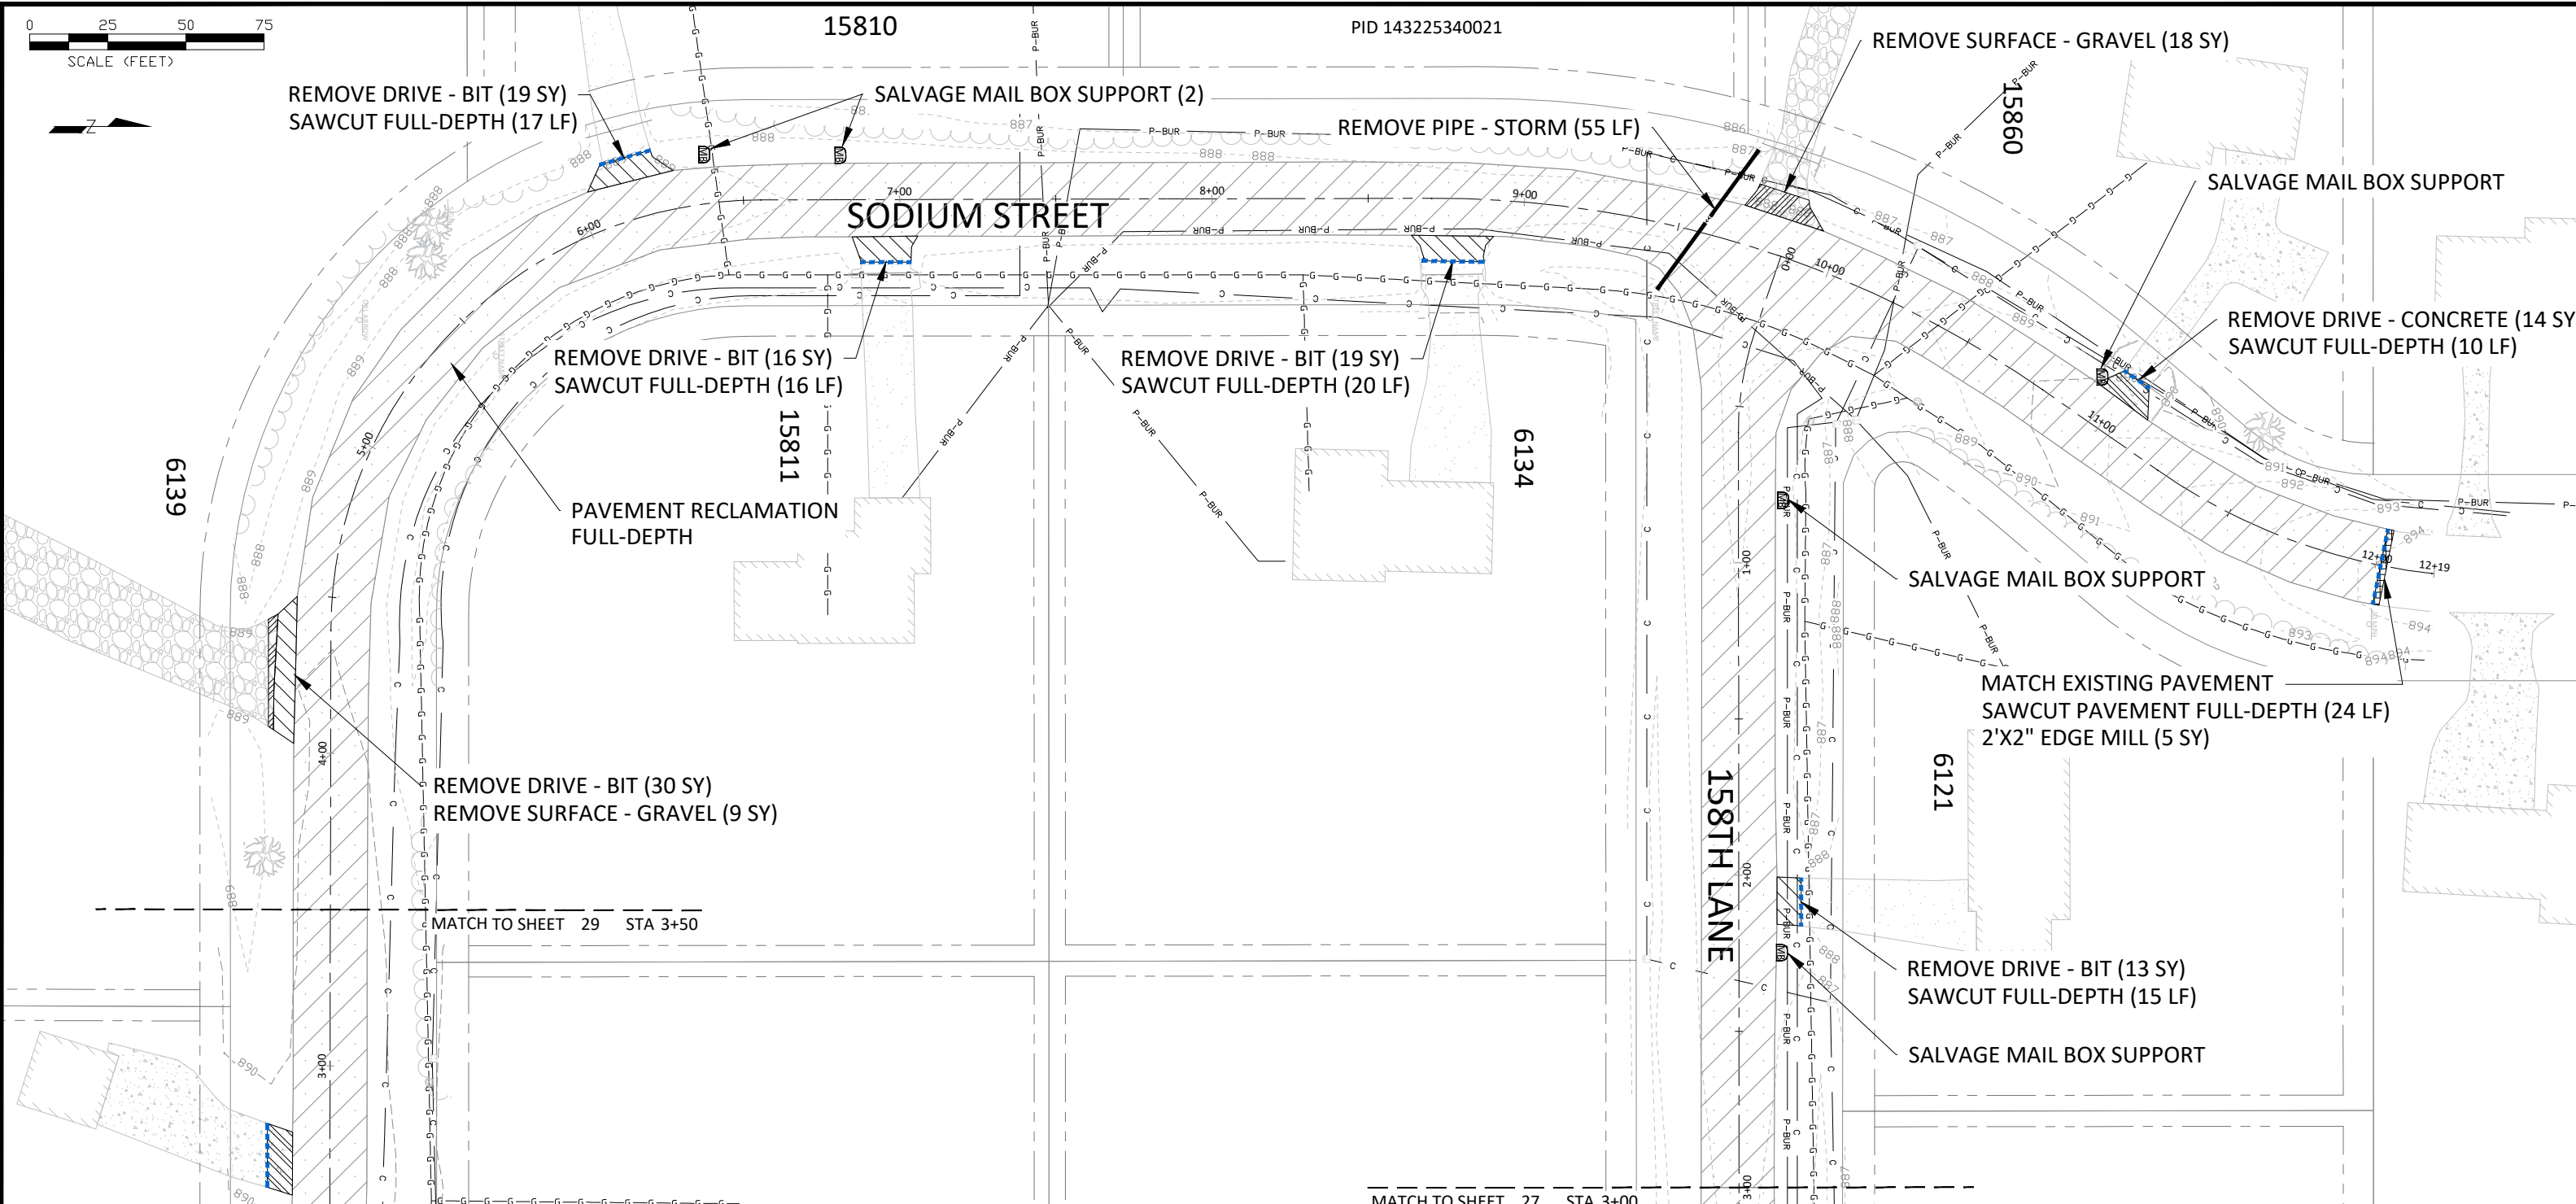 0 25 50 75
SCALE (FEET)
Z
15810
PID 143225340021
REMOVE SURFACE - GRAVEL (18 SY)
REMOVE DRIVE - BIT (19 SY)
SAWCUT FULL-DEPTH (17 LF)
SALVAGE MAIL BOX SUPPORT (2)
REMOVE PIPE - STORM (55 LF)
15860
SALVAGE MAIL BOX SUPPORT
SODIUM STREET
6+00
7+00
8+00
9+00
10+00
0+00
11+00
12+00
12+19
REMOVE DRIVE - CONCRETE (14 SY
SAWCUT FULL-DEPTH (10 LF)
REMOVE DRIVE - BIT (16 SY)
SAWCUT FULL-DEPTH (16 LF)
REMOVE DRIVE - BIT (19 SY)
SAWCUT FULL-DEPTH (20 LF)
15811
6134
6139
5+00
PAVEMENT RECLAMATION
FULL-DEPTH
1+00
SALVAGE MAIL BOX SUPPORT
MATCH EXISTING PAVEMENT
SAWCUT PAVEMENT FULL-DEPTH (24 LF)
2'X2" EDGE MILL (5 SY)
4+00
REMOVE DRIVE - BIT (30 SY)
REMOVE SURFACE - GRAVEL (9 SY)
158TH LANE
6121
2+00
MATCH TO SHEET 29 STA 3+50
REMOVE DRIVE - BIT (13 SY)
SAWCUT FULL-DEPTH (15 LF)
SALVAGE MAIL BOX SUPPORT
3+00
3+00
MATCH TO SHEET 27 STA 3+00